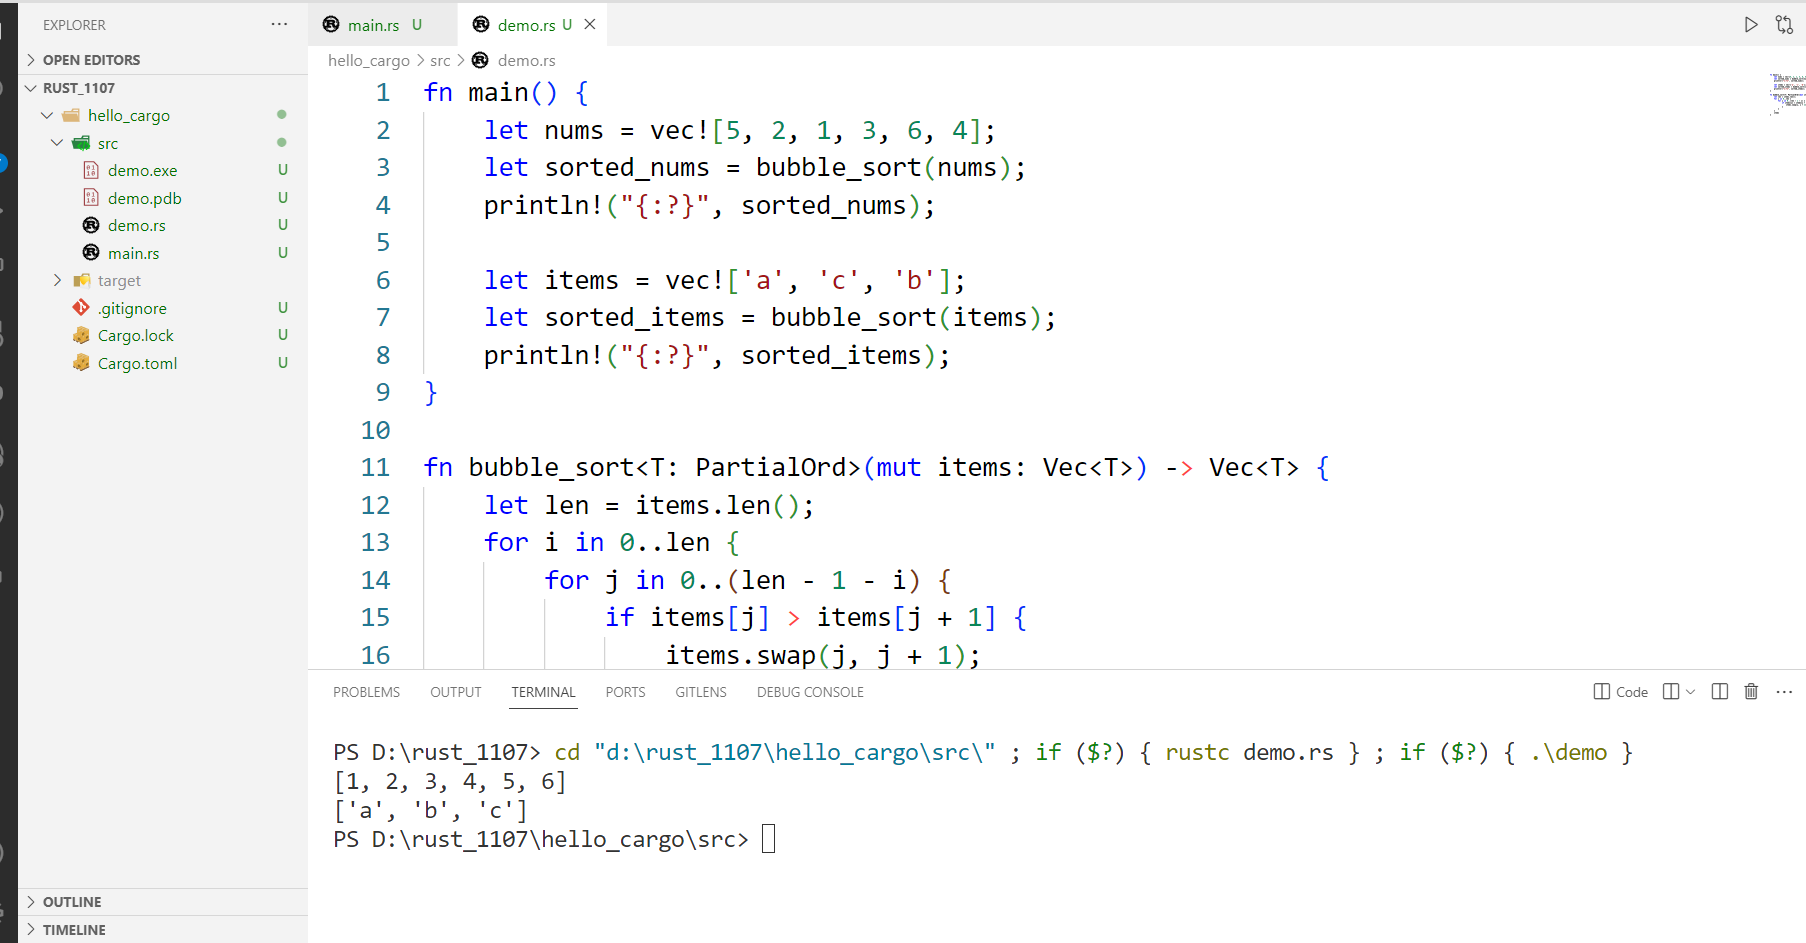 EXPLORER ...
OPEN EDITORS
RUST_1107
hello_cargo
src
demo.exe U
demo.pdb U
demo.rs U
main.rs U
target
.gitignore U
Cargo.lock U
Cargo.toml U
OUTLINE
TIMELINE
main.rs U demo.rs U
hello_cargo > src > demo.rs
1 fn main() {
2     let nums = vec![5, 2, 1, 3, 6, 4];
3     let sorted_nums = bubble_sort(nums);
4     println!("{:?}", sorted_nums);
5
6     let items = vec!['a', 'c', 'b'];
7     let sorted_items = bubble_sort(items);
8     println!("{:?}", sorted_items);
9 }
10
11 fn bubble_sort<T: PartialOrd>(mut items: Vec<T>) -> Vec<T> {
12     let len = items.len();
13     for i in 0..len {
14         for j in 0..(len - 1 - i) {
15             if items[j] > items[j + 1] {
16                 items.swap(j, j + 1);
PROBLEMS OUTPUT TERMINAL PORTS GITLENS DEBUG CONSOLE Code ...
PS D:\rust_1107> cd "d:\rust_1107\hello_cargo\src\" ; if ($?) { rustc demo.rs } ; if ($?) { .\demo }
[1, 2, 3, 4, 5, 6]
['a', 'b', 'c']
PS D:\rust_1107\hello_cargo\src>